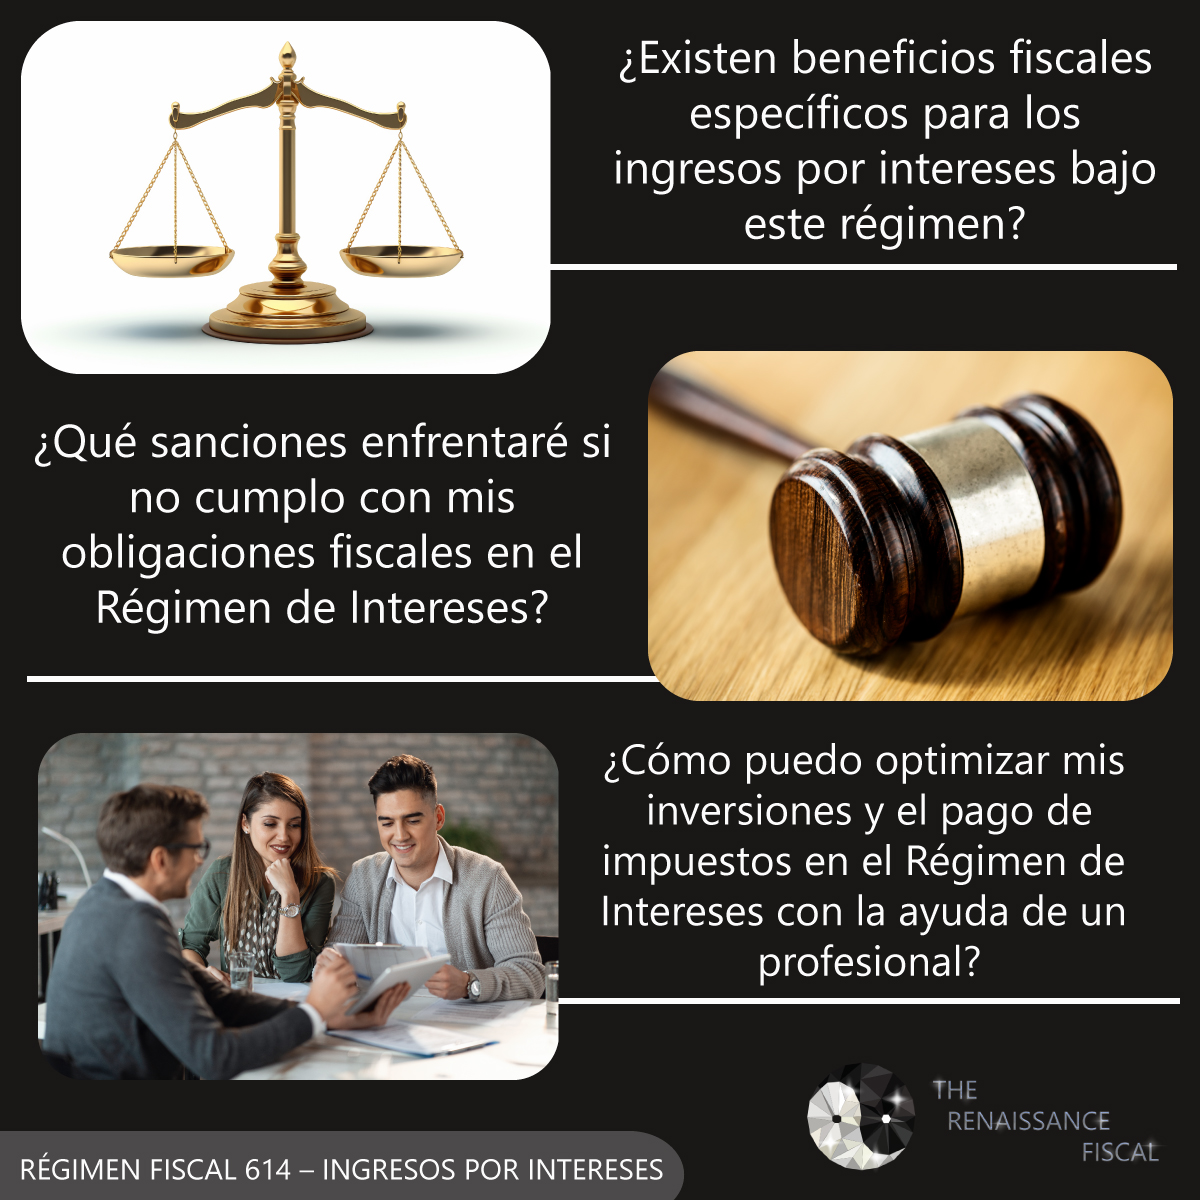 ¿Existen beneficios fiscales
específicos para los
ingresos por intereses bajo
este régimen?
¿Qué sanciones enfrentaré si
no cumplo con mis
obligaciones fiscales en el
Régimen de Intereses?
¿Cómo puedo optimizar mis
inversiones y el pago de
impuestos en el Régimen de
Intereses con la ayuda de un
profesional?
THE
RENAISSANCE
FISCAL
RÉGIMEN FISCAL 614 – INGRESOS POR INTERESES